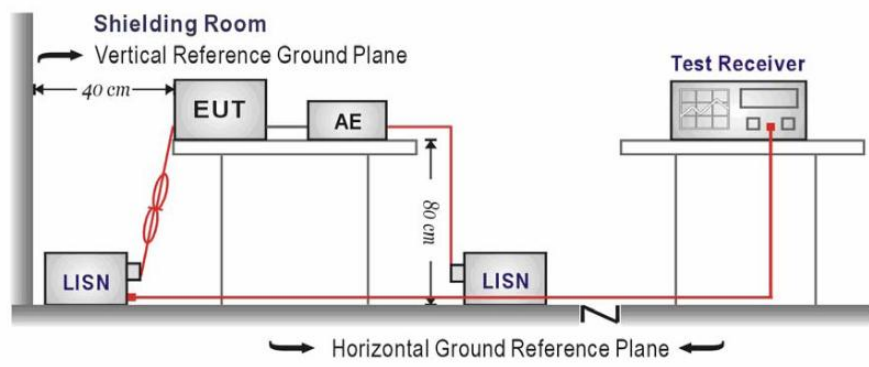 Shielding Room
Vertical Reference Ground Plane
Test Receiver
40 cm
EUT
AE
80 cm
LISN
LISN
Horizontal Ground Reference Plane